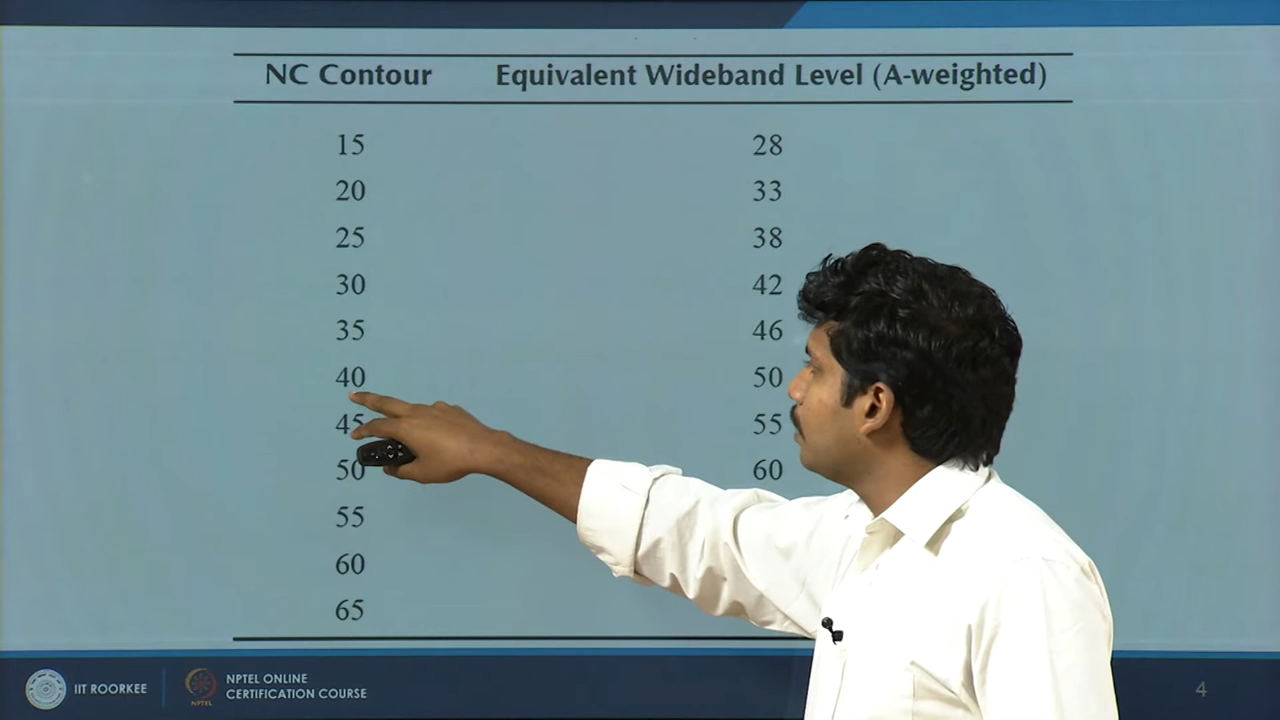 NC Contour Equivalent Wideband Level (A-weighted)
15 28
20 33
25 38
30 42
35 46
40 50
45 55
50 60
55
60
65
IIT ROORKEE
NPTEL
NPTEL ONLINE
CERTIFICATION COURSE
4